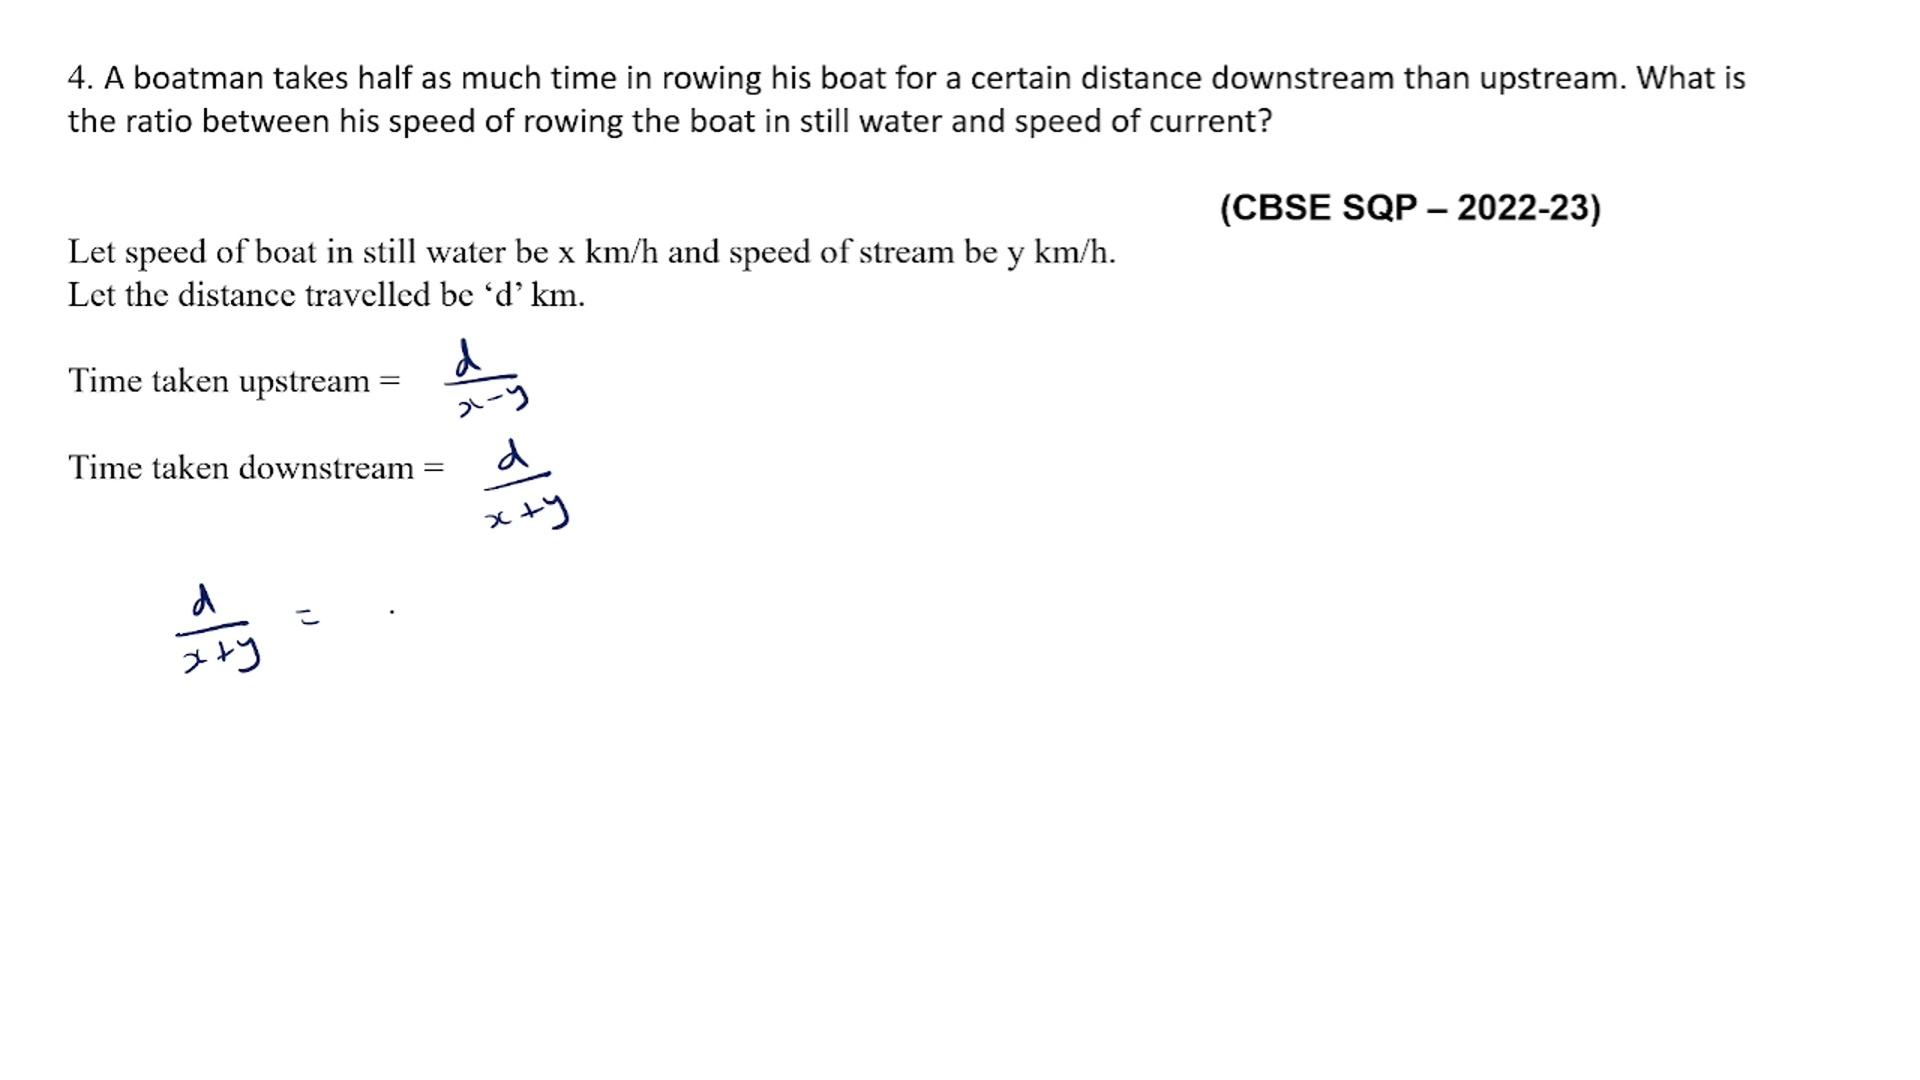 4. A boatman takes half as much time in rowing his boat for a certain distance downstream than upstream. What is
the ratio between his speed of rowing the boat in still water and speed of current?
(CBSE SQP – 2022-23)
Let speed of boat in still water be x km/h and speed of stream be y km/h.
Let the distance travelled be ‘d’ km.
Time taken upstream = d
x-y
Time taken downstream = d
x+y
d
x+y =